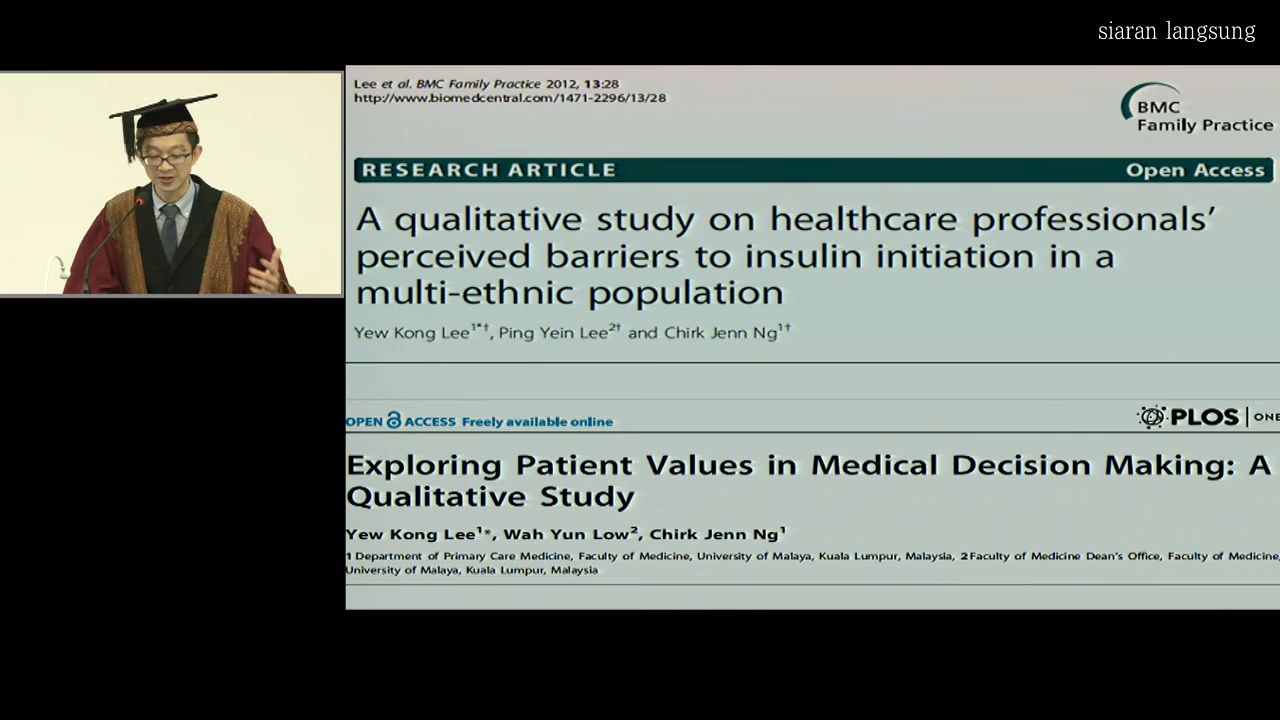 siaran langsung
Lee et al. BMC Family Practice 2012, 13:28
http://www.biomedcentral.com/1471-2296/13/28
BMC
Family Practice
RESEARCH ARTICLE Open Access
A qualitative study on healthcare professionals’
perceived barriers to insulin initiation in a
multi-ethnic population
Yew Kong Lee1*†, Ping Yein Lee2† and Chirk Jenn Ng1†
OPEN ACCESS Freely available online
PLOS | ONE
Exploring Patient Values in Medical Decision Making: A
Qualitative Study
Yew Kong Lee1*, Wah Yun Low2, Chirk Jenn Ng1
1 Department of Primary Care Medicine, Faculty of Medicine, University of Malaya, Kuala Lumpur, Malaysia, 2 Faculty of Medicine Dean’s Office, Faculty of Medicine,
University of Malaya, Kuala Lumpur, Malaysia